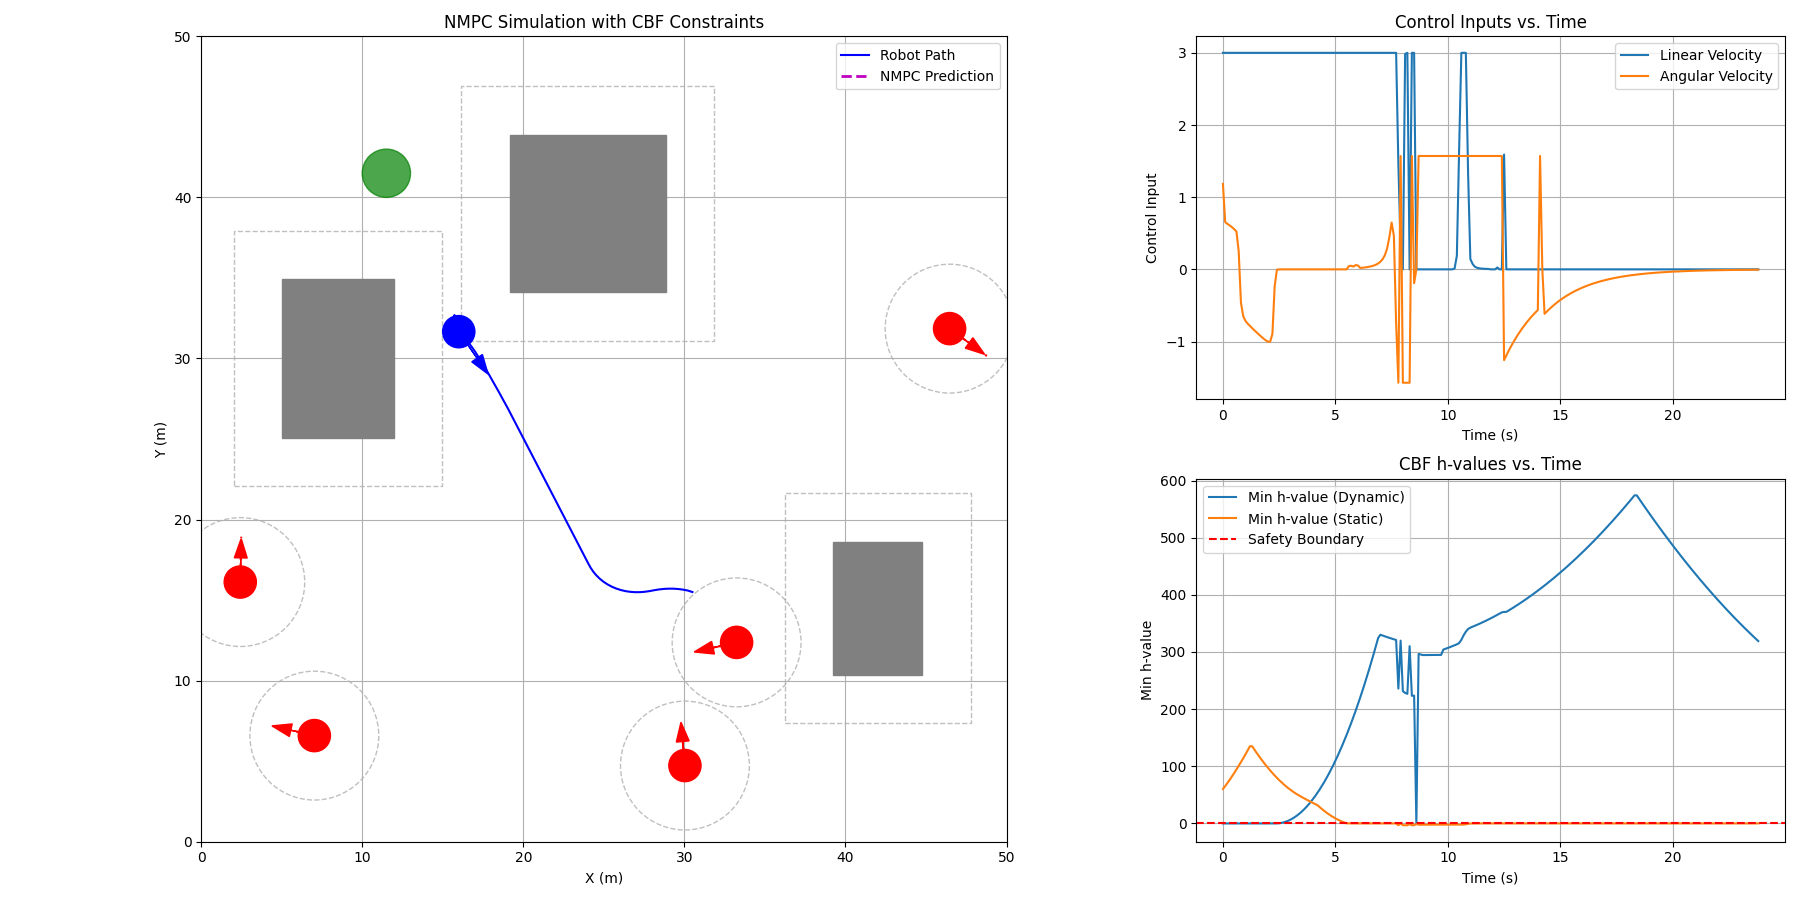 NMPC Simulation with CBF Constraints
50
40
30
20
10
0
0 10 20 30 40 50
Y (m)
X (m)
Robot Path
NMPC Prediction
Control Inputs vs. Time
3
2
1
0
−1
0 5 10 15 20
Control Input
Time (s)
Linear Velocity
Angular Velocity
CBF h-values vs. Time
600
500
400
300
200
100
0
0 5 10 15 20
Min h-value
Time (s)
Min h-value (Dynamic)
Min h-value (Static)
Safety Boundary